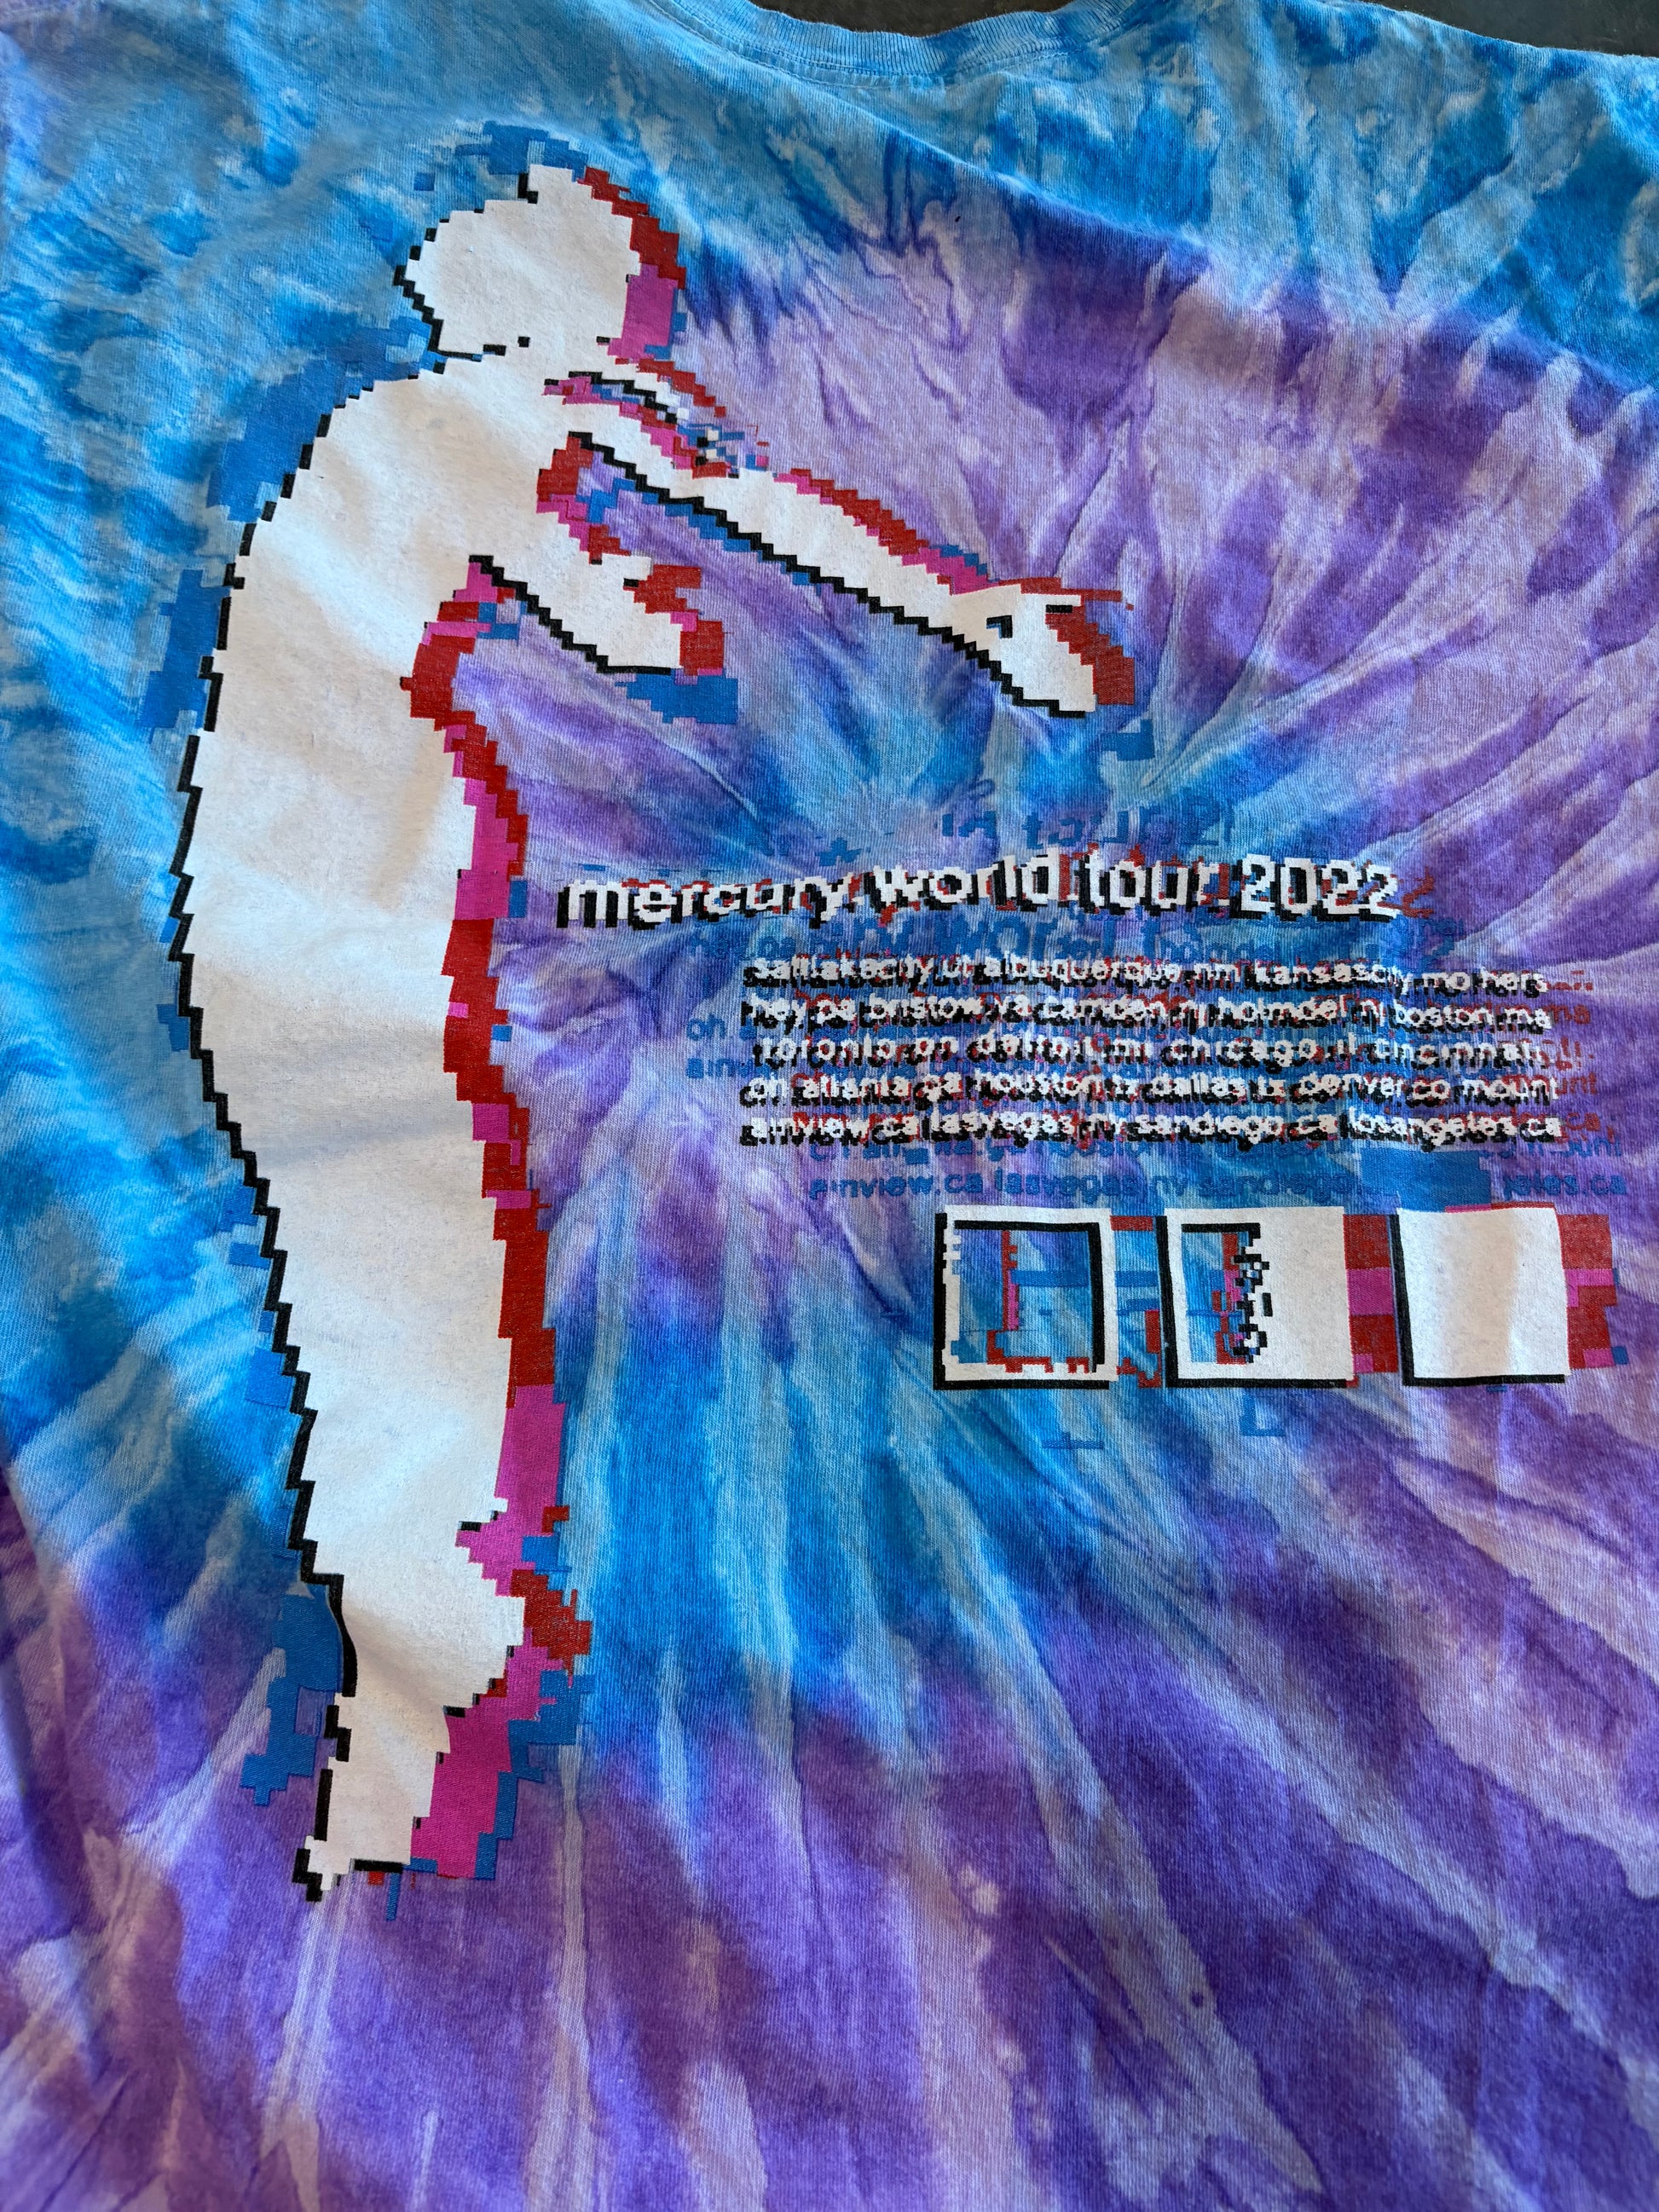 mercury world tour 2022
saltlakecity.ut albuquerque.nm kansascity.mo hers
hey.pa bristow.va camden.nj holmdel.nj boston.ma
toronto.on detroit.mi chicago.il cincinnati.
oh atlanta.ga houston.tx dallas.tx denver.co moun
ainview.ca lasvegas.nv sandiego.ca losangeles.ca